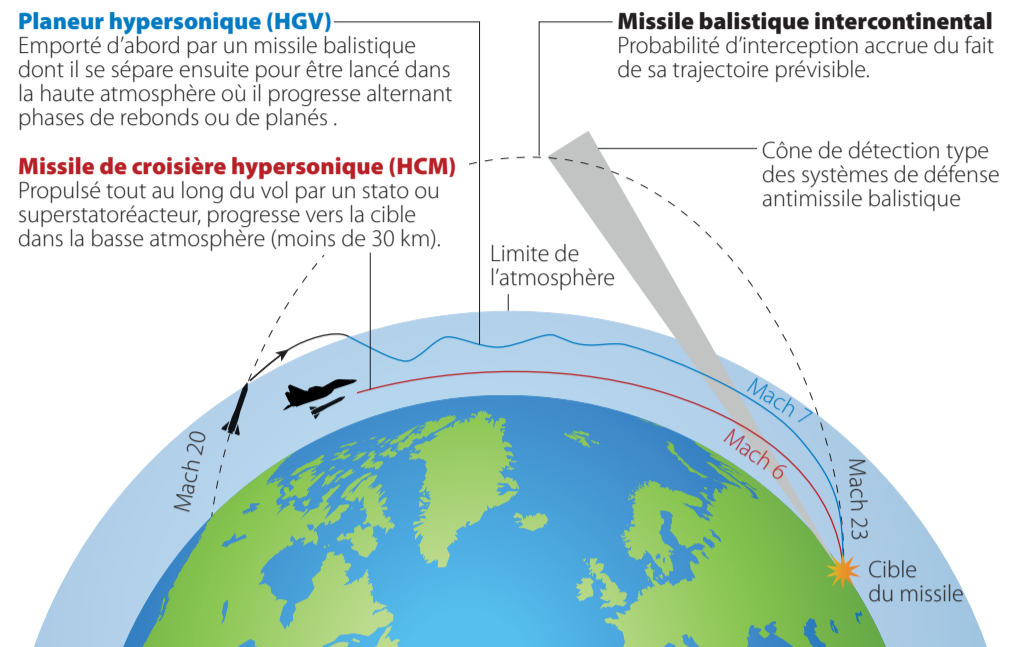 Planeur hypersonique (HGV)
Emporté d'abord par un missile balistique
dont il se sépare ensuite pour être lancé dans
la haute atmosphère où il progresse alternant
phases de rebonds ou de planés .
Missile balistique intercontinental
Probabilité d'interception accrue du fait
de sa trajectoire prévisible.
Missile de croisière hypersonique (HCM)
Propulsé tout au long du vol par un stato ou
superstatoréacteur, progresse vers la cible
dans la basse atmosphère (moins de 30 km).
Cône de détection type
des systèmes de défense
antimissile balistique
Limite de
l'atmosphère
Mach 20
Mach 7
Mach 6
Mach 23
Cible
du missile